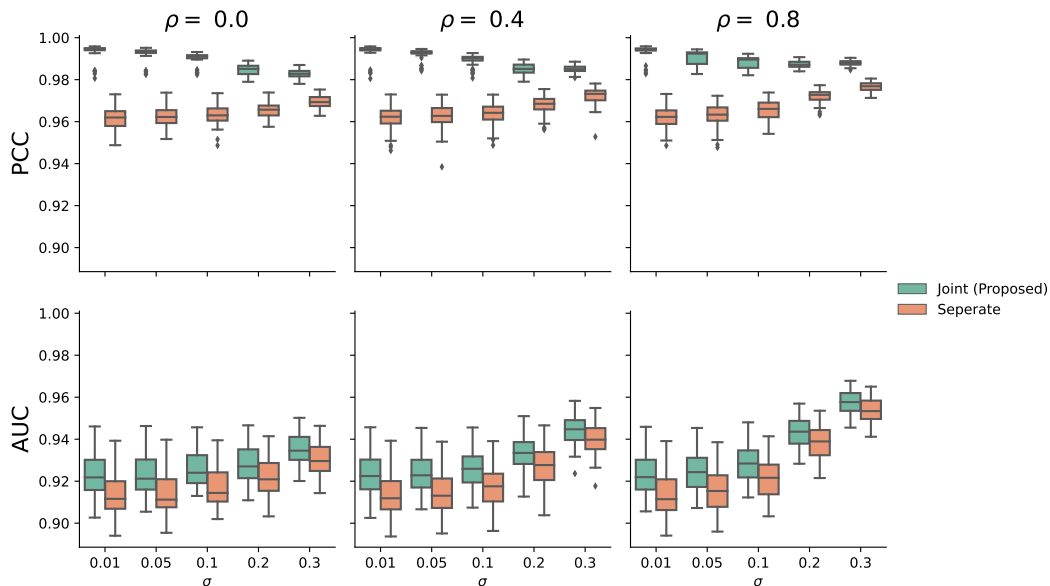 ρ = 0.0
ρ = 0.4
ρ = 0.8
PCC
1.00
0.98
0.96
0.94
0.92
0.90
Joint (Proposed)
Seperate
AUC
1.00
0.98
0.96
0.94
0.92
0.90
0.01 0.05 0.1 0.2 0.3
0.01 0.05 0.1 0.2 0.3
0.01 0.05 0.1 0.2 0.3
σ
σ
σ